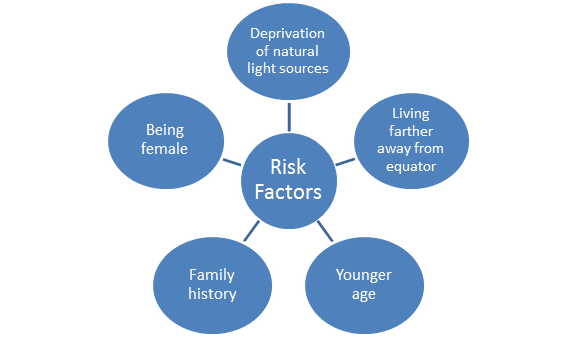 Deprivation
of natural
light sources
Being
female
Living
farther
away from
equator
Risk
Factors
Family
history
Younger
age